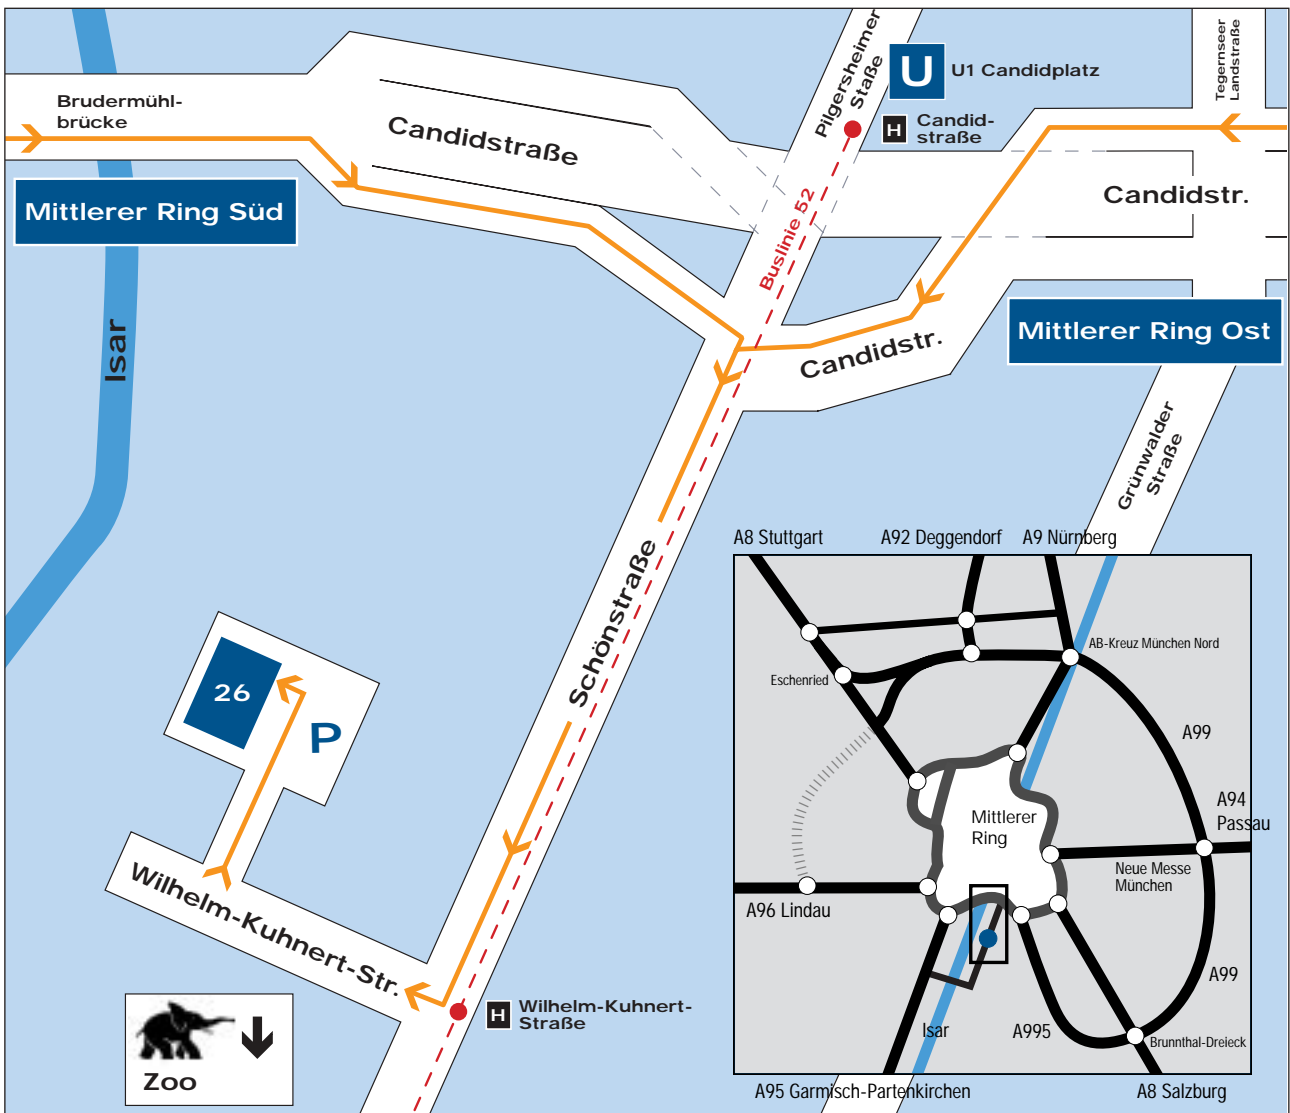 Pilgersheimer
Staße
U
U1 Candidplatz
Tegernseer
Landstraße
Brudermühl-
brücke
Candidstraße
H
Candid-
straße
Mittlerer Ring Süd
Candidstr.
Buslinie 52
Isar
Candidstr.
Mittlerer Ring Ost
Grünwalder
Straße
Schönstraße
26
P
Wilhelm-Kuhnert-Str.
H
Wilhelm-Kuhnert-
Straße
Zoo
A8 Stuttgart
A92 Deggendorf
A9 Nürnberg
AB-Kreuz München Nord
Eschenried
A99
A94
Passau
Mittlerer
Ring
Neue Messe
München
A96 Lindau
A99
Isar
A995
Brunnthal-Dreieck
A95 Garmisch-Partenkirchen
A8 Salzburg